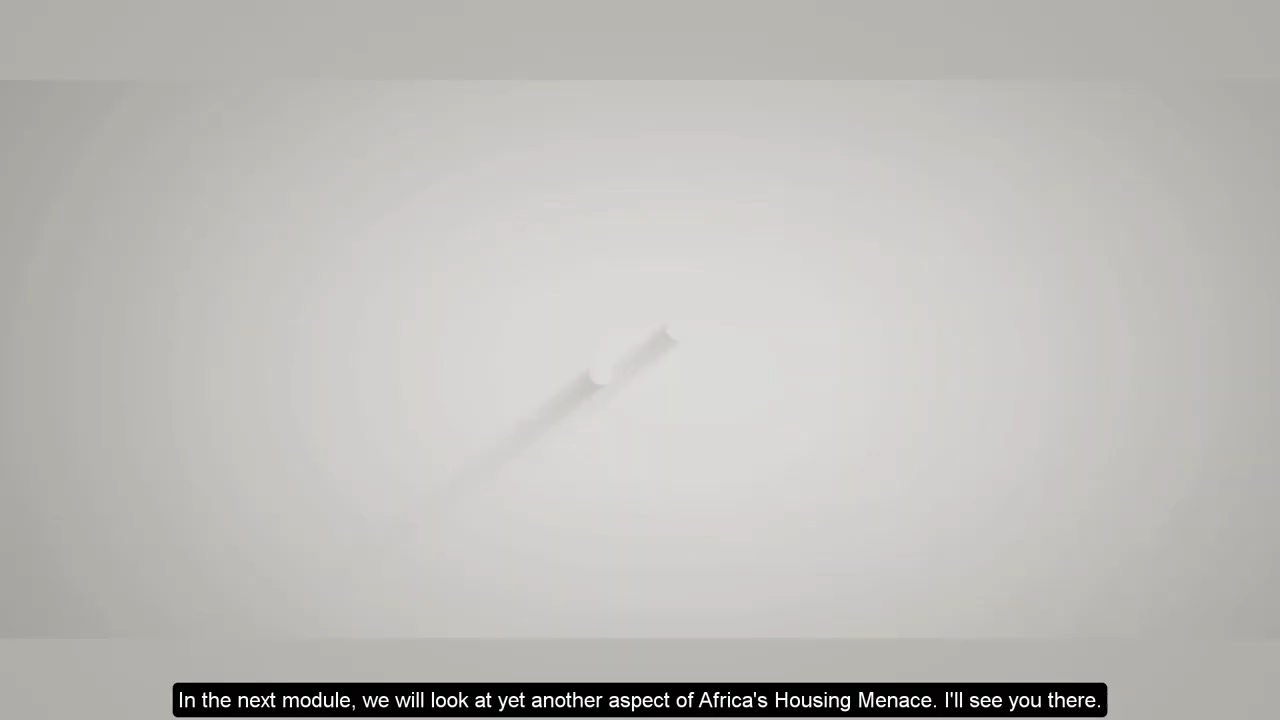 In the next module, we will look at yet another aspect of Africa's Housing Menace. I'll see you there.